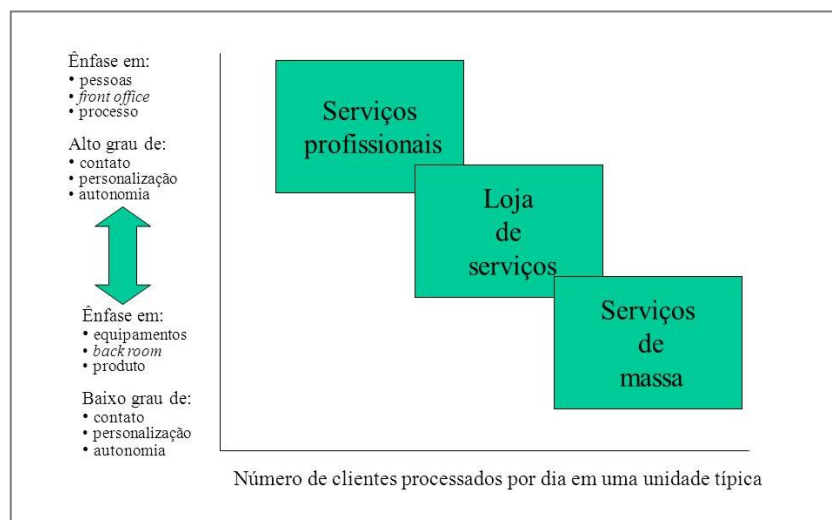 Ênfase em:
• pessoas
• front office
• processo
Alto grau de:
• contato
• personalização
• autonomia
Ênfase em:
• equipamentos
• back room
• produto
Baixo grau de:
• contato
• personalização
• autonomia
Serviços
profissionais
Loja
de
serviços
Serviços
de
massa
Número de clientes processados por dia em uma unidade típica